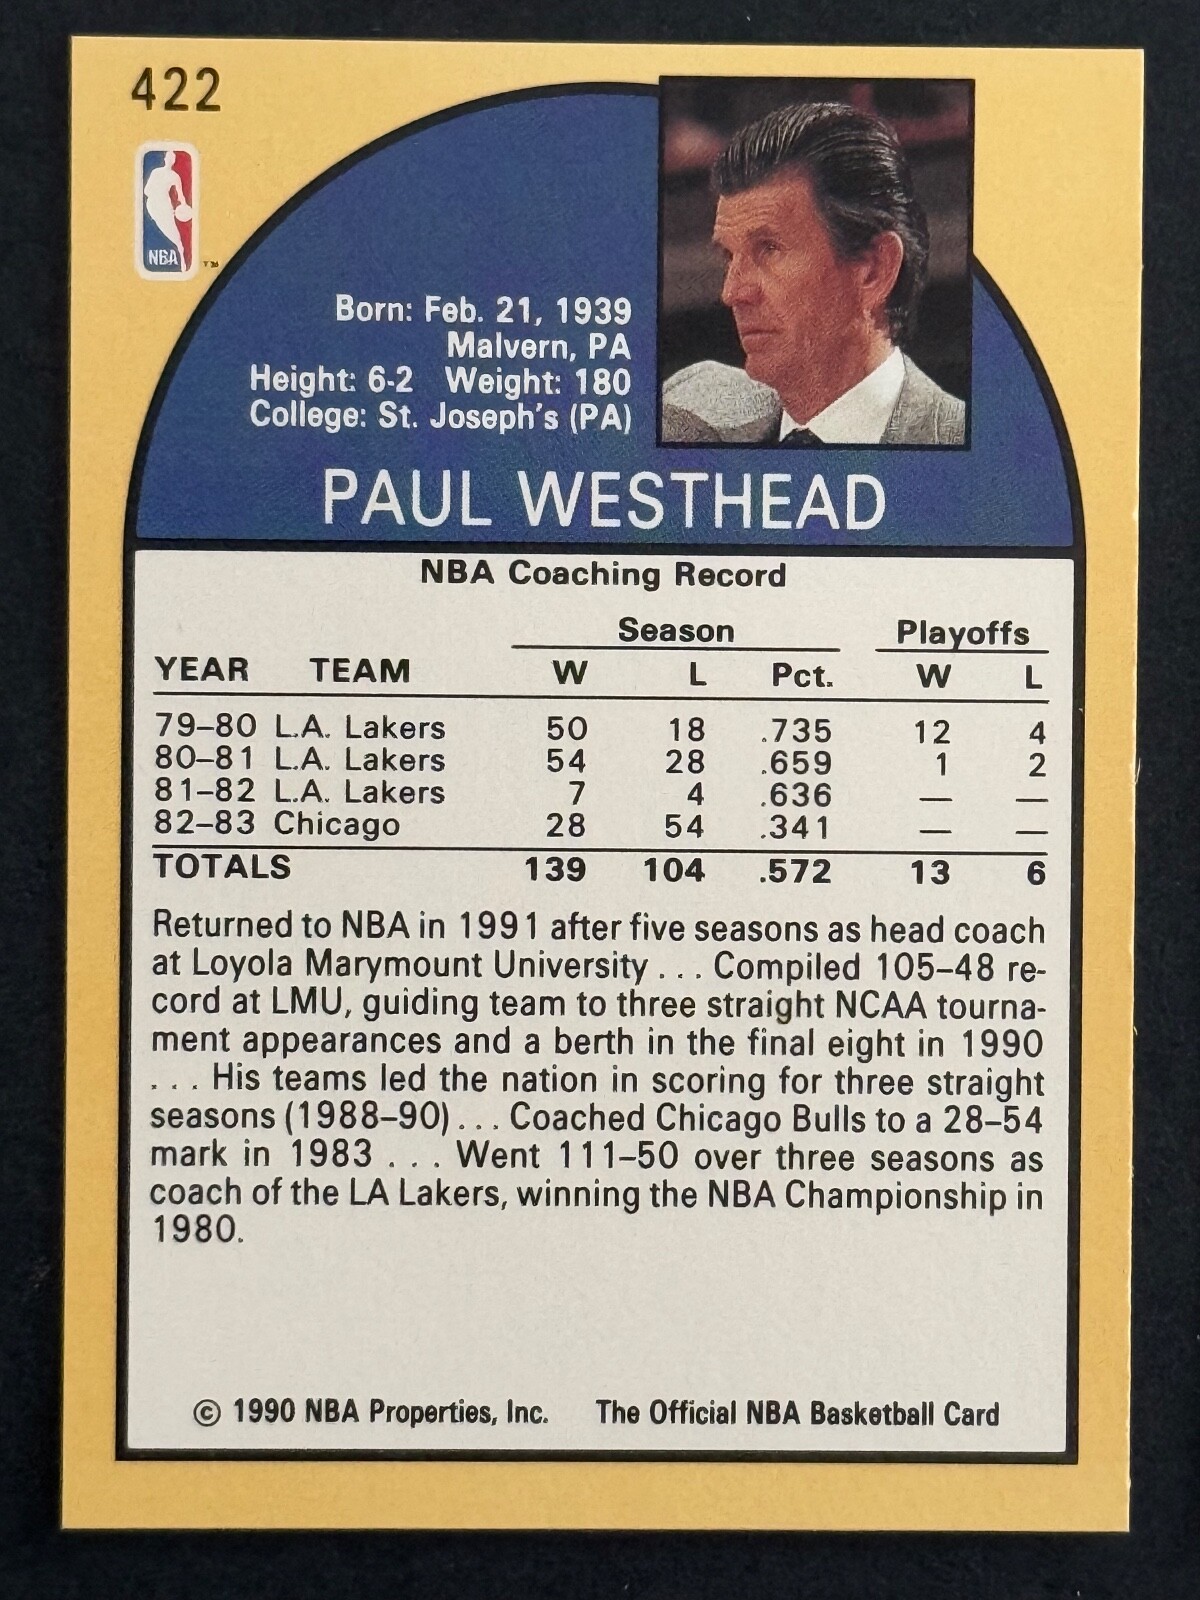 422
NBA
TM
Born: Feb. 21, 1939
Malvern, PA
Height: 6-2 Weight: 180
College: St. Joseph's (PA)
PAUL WESTHEAD
NBA Coaching Record
Season Playoffs
YEAR TEAM W L Pct. W L
79–80 L.A. Lakers 50 18 .735 12 4
80–81 L.A. Lakers 54 28 .659 1 2
81–82 L.A. Lakers 7 4 .636 — —
82–83 Chicago 28 54 .341 — —
TOTALS 139 104 .572 13 6
Returned to NBA in 1991 after five seasons as head coach
at Loyola Marymount University . . . Compiled 105–48 re-
cord at LMU, guiding team to three straight NCAA tourna-
ment appearances and a berth in the final eight in 1990
. . . His teams led the nation in scoring for three straight
seasons (1988–90) . . . Coached Chicago Bulls to a 28–54
mark in 1983 . . . Went 111–50 over three seasons as
coach of the LA Lakers, winning the NBA Championship in
1980.
© 1990 NBA Properties, Inc. The Official NBA Basketball Card